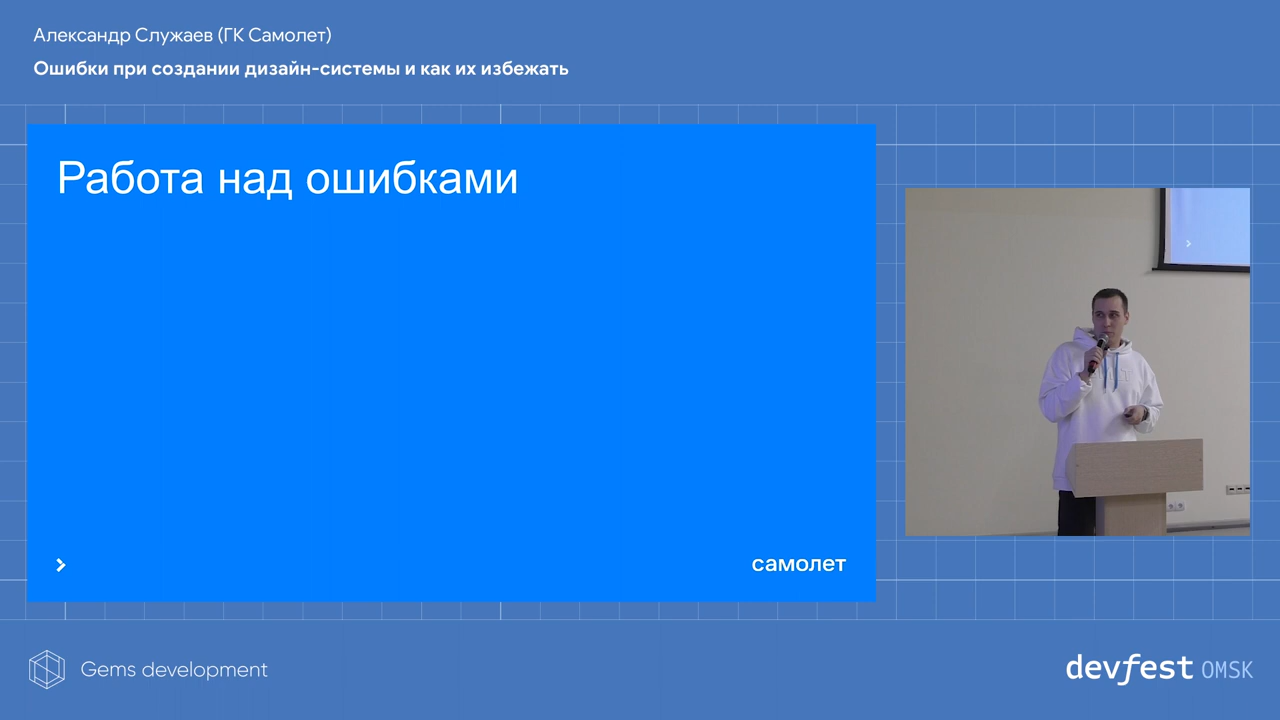 Александр Служаев (ГК Самолет)
Ошибки при создании дизайн-системы и как их избежать
Работа над ошибками
самолет
Gems development
devfest OMSK